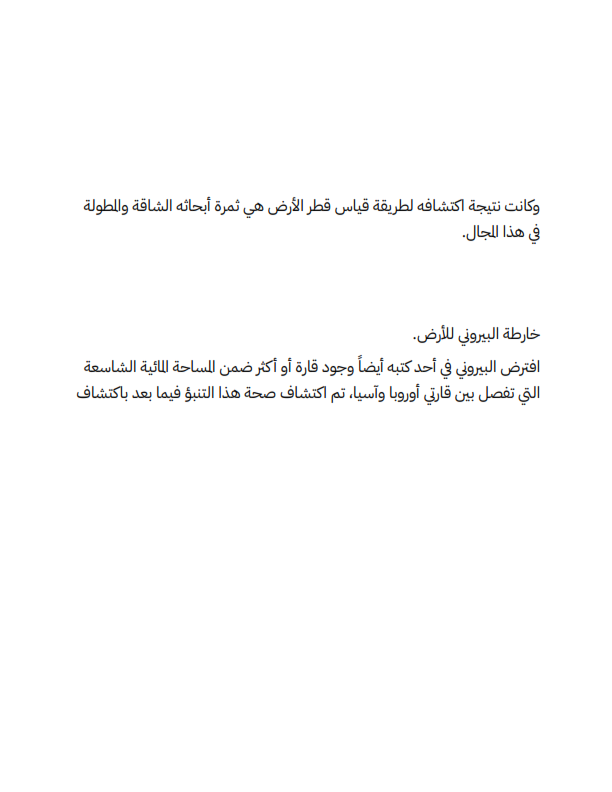 وكانت نتيجة اكتشافه لطريقة قياس قطر الأرض هي ثمرة أبحاثه الشاقة والمطولة
في هذا المجال.
خارطة البيروني للأرض.
افترض البيروني في أحد كتبه أيضاً وجود قارة أو أكثر ضمن المساحة المائية الشاسعة
التي تفصل بين قارتي أوروبا وآسيا، تم اكتشاف صحة هذا التنبؤ فيما بعد باكتشاف